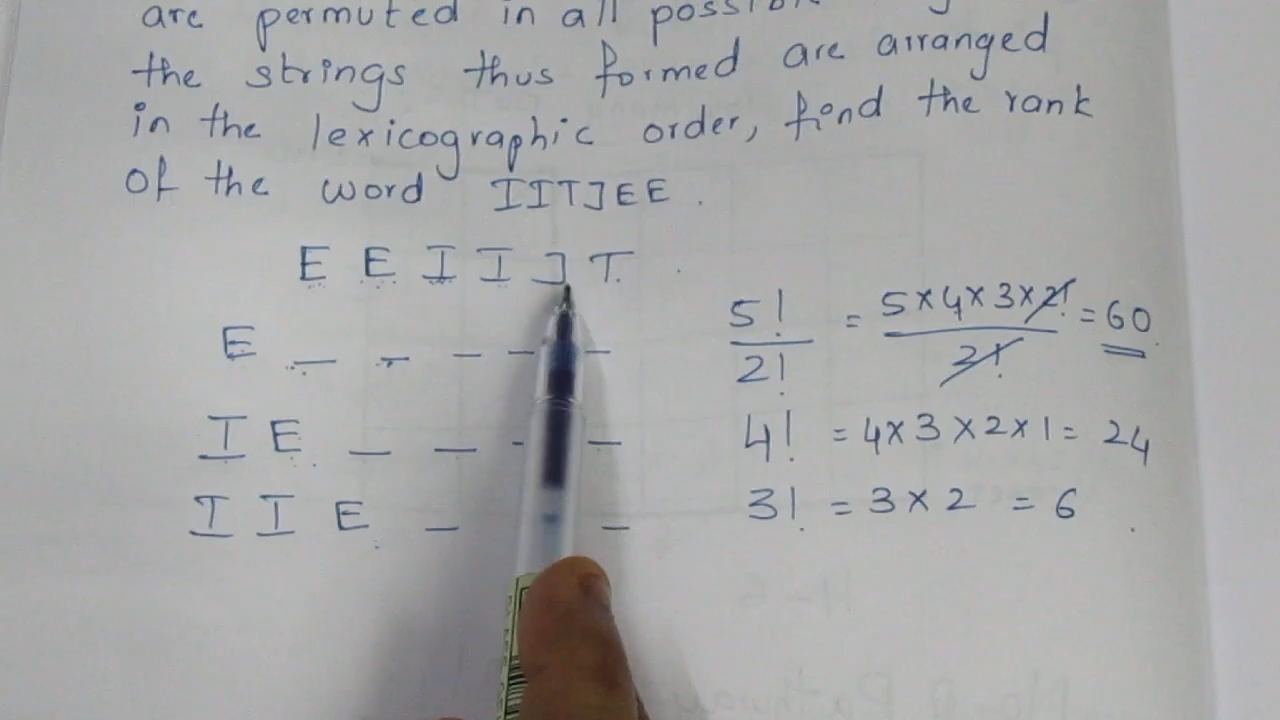 are permuted in all
the strings thus formed are arranged
in the lexicographic order, find the rank
of the word IITJEE.
E E I I J T.
E _ _ _ _ _ 5!/2! = 5×4×3×2!/2! = 60
I E _ _ _ _ 4! = 4×3×2×1 = 24
I I E _ _ _ 3! = 3×2 = 6